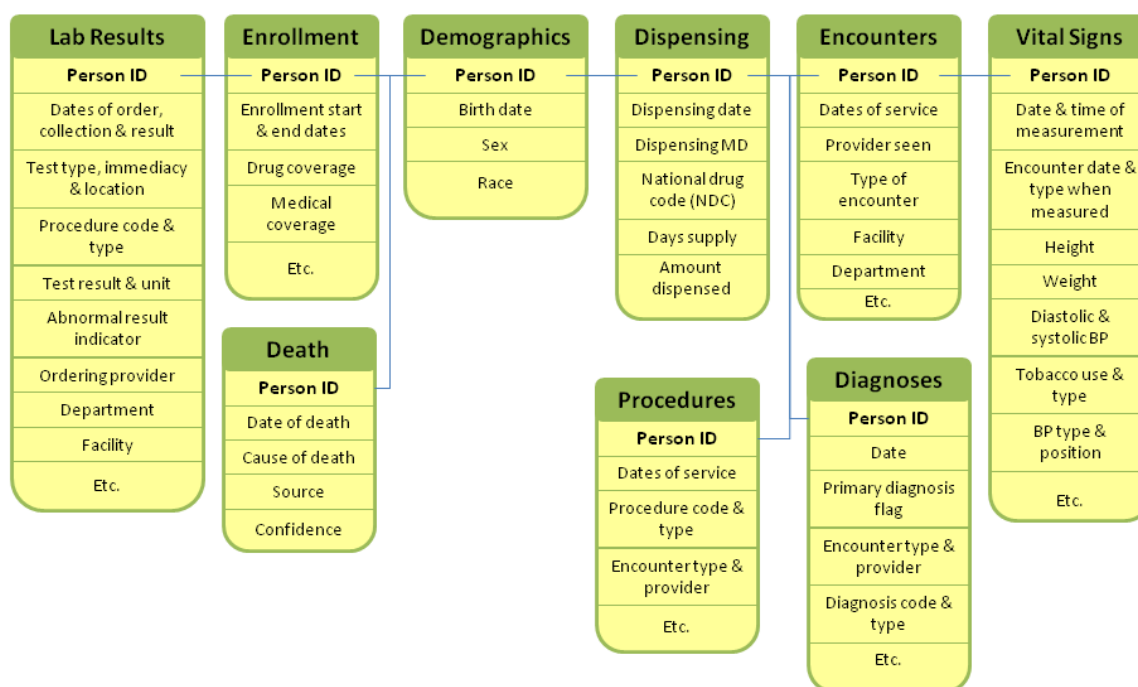 Lab Results
Person ID
Dates of order,
collection & result
Test type, immediacy
& location
Procedure code &
type
Test result & unit
Abnormal result
indicator
Ordering provider
Department
Facility
Etc.
Enrollment
Person ID
Enrollment start
& end dates
Drug coverage
Medical
coverage
Etc.
Death
Person ID
Date of death
Cause of death
Source
Confidence
Demographics
Person ID
Birth date
Sex
Race
Dispensing
Person ID
Dispensing date
Dispensing MD
National drug
code (NDC)
Days supply
Amount
dispensed
Procedures
Person ID
Dates of service
Procedure code &
type
Encounter type &
provider
Etc.
Encounters
Person ID
Dates of service
Provider seen
Type of
encounter
Facility
Department
Etc.
Diagnoses
Person ID
Date
Primary diagnosis
flag
Encounter type &
provider
Diagnosis code &
type
Etc.
Vital Signs
Person ID
Date & time of
measurement
Encounter date &
type when
measured
Height
Weight
Diastolic &
systolic BP
Tobacco use &
type
BP type &
position
Etc.